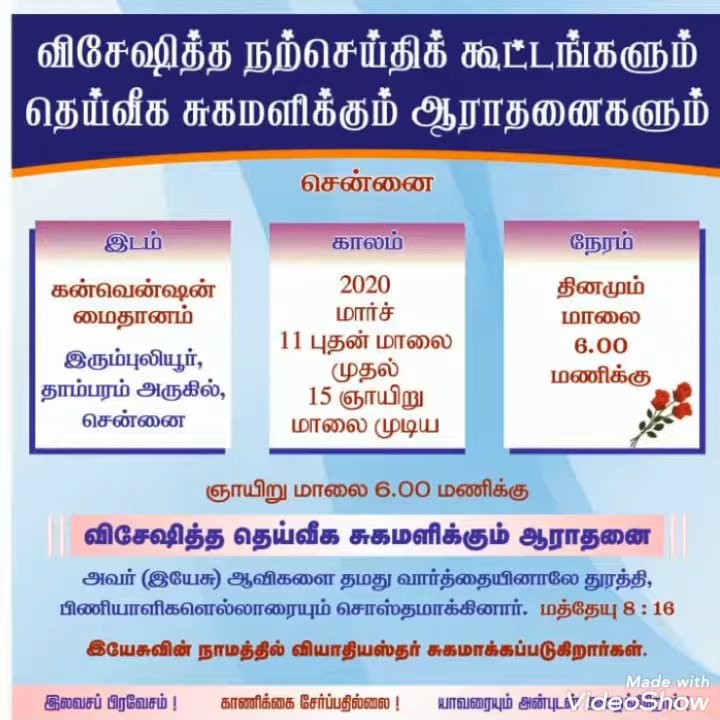 விசேஷித்த நற்செய்திக் கூட்டங்களும்
தெய்வீக சுகமளிக்கும் ஆராதனைகளும்
சென்னை
இடம்
கன்வென்ஷன்
மைதானம்
இரும்புலியூர்,
தாம்பரம் அருகில்,
சென்னை
காலம்
2020
மார்ச்
11 புதன் மாலை
முதல்
15 ஞாயிறு
மாலை முடிய
நேரம்
தினமும்
மாலை
6.00
மணிக்கு
ஞாயிறு மாலை 6.00 மணிக்கு
விசேஷித்த தெய்வீக சுகமளிக்கும் ஆராதனை
அவர் (இயேசு) ஆவிகளை தமது வார்த்தையினாலே துரத்தி,
பிணியாளிகளெல்லாரையும் சொஸ்தமாக்கினார். மத்தேயு 8 : 16
இயேசுவின் நாமத்தில் வியாதியஸ்தர் சுகமாக்கப்படுகிறார்கள்.
இலவசப் பிரவேசம் ! காணிக்கை சேர்ப்பதில்லை ! யாவரையும் அன்புடன்
Made with
VideoShow